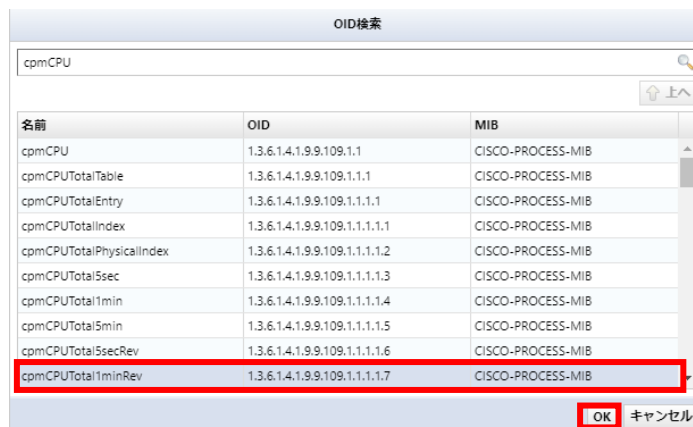 OID検索
cpmCPU
上へ
名前 OID MIB
cpmCPU 1.3.6.1.4.1.9.9.109.1.1 CISCO-PROCESS-MIB
cpmCPUTotalTable 1.3.6.1.4.1.9.9.109.1.1.1 CISCO-PROCESS-MIB
cpmCPUTotalEntry 1.3.6.1.4.1.9.9.109.1.1.1.1 CISCO-PROCESS-MIB
cpmCPUTotalIndex 1.3.6.1.4.1.9.9.109.1.1.1.1.1 CISCO-PROCESS-MIB
cpmCPUTotalPhysicalIndex 1.3.6.1.4.1.9.9.109.1.1.1.1.2 CISCO-PROCESS-MIB
cpmCPUTotal5sec 1.3.6.1.4.1.9.9.109.1.1.1.1.3 CISCO-PROCESS-MIB
cpmCPUTotal1min 1.3.6.1.4.1.9.9.109.1.1.1.1.4 CISCO-PROCESS-MIB
cpmCPUTotal5min 1.3.6.1.4.1.9.9.109.1.1.1.1.5 CISCO-PROCESS-MIB
cpmCPUTotal5secRev 1.3.6.1.4.1.9.9.109.1.1.1.1.6 CISCO-PROCESS-MIB
cpmCPUTotal1minRev 1.3.6.1.4.1.9.9.109.1.1.1.1.7 CISCO-PROCESS-MIB
OK キャンセル